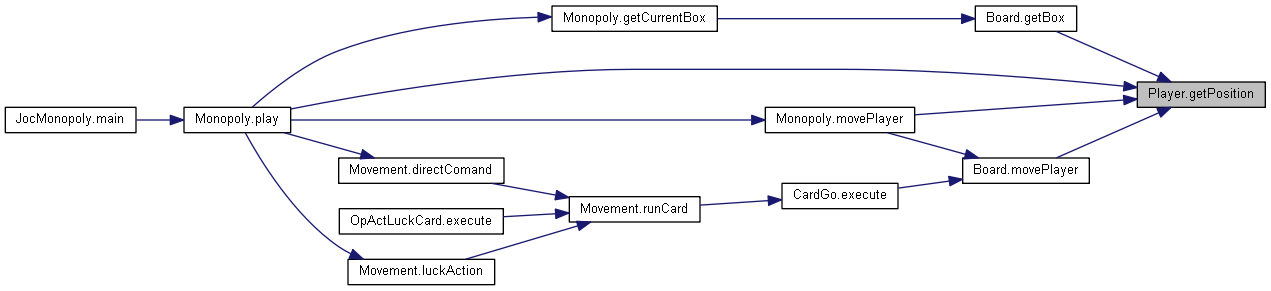 Monopoly.getCurrentBox
Board.getBox
Player.getPosition
JocMonopoly.main
Monopoly.play
Monopoly.movePlayer
Movement.directComand
Board.movePlayer
CardGo.execute
Movement.runCard
OpActLuckCard.execute
Movement.luckAction